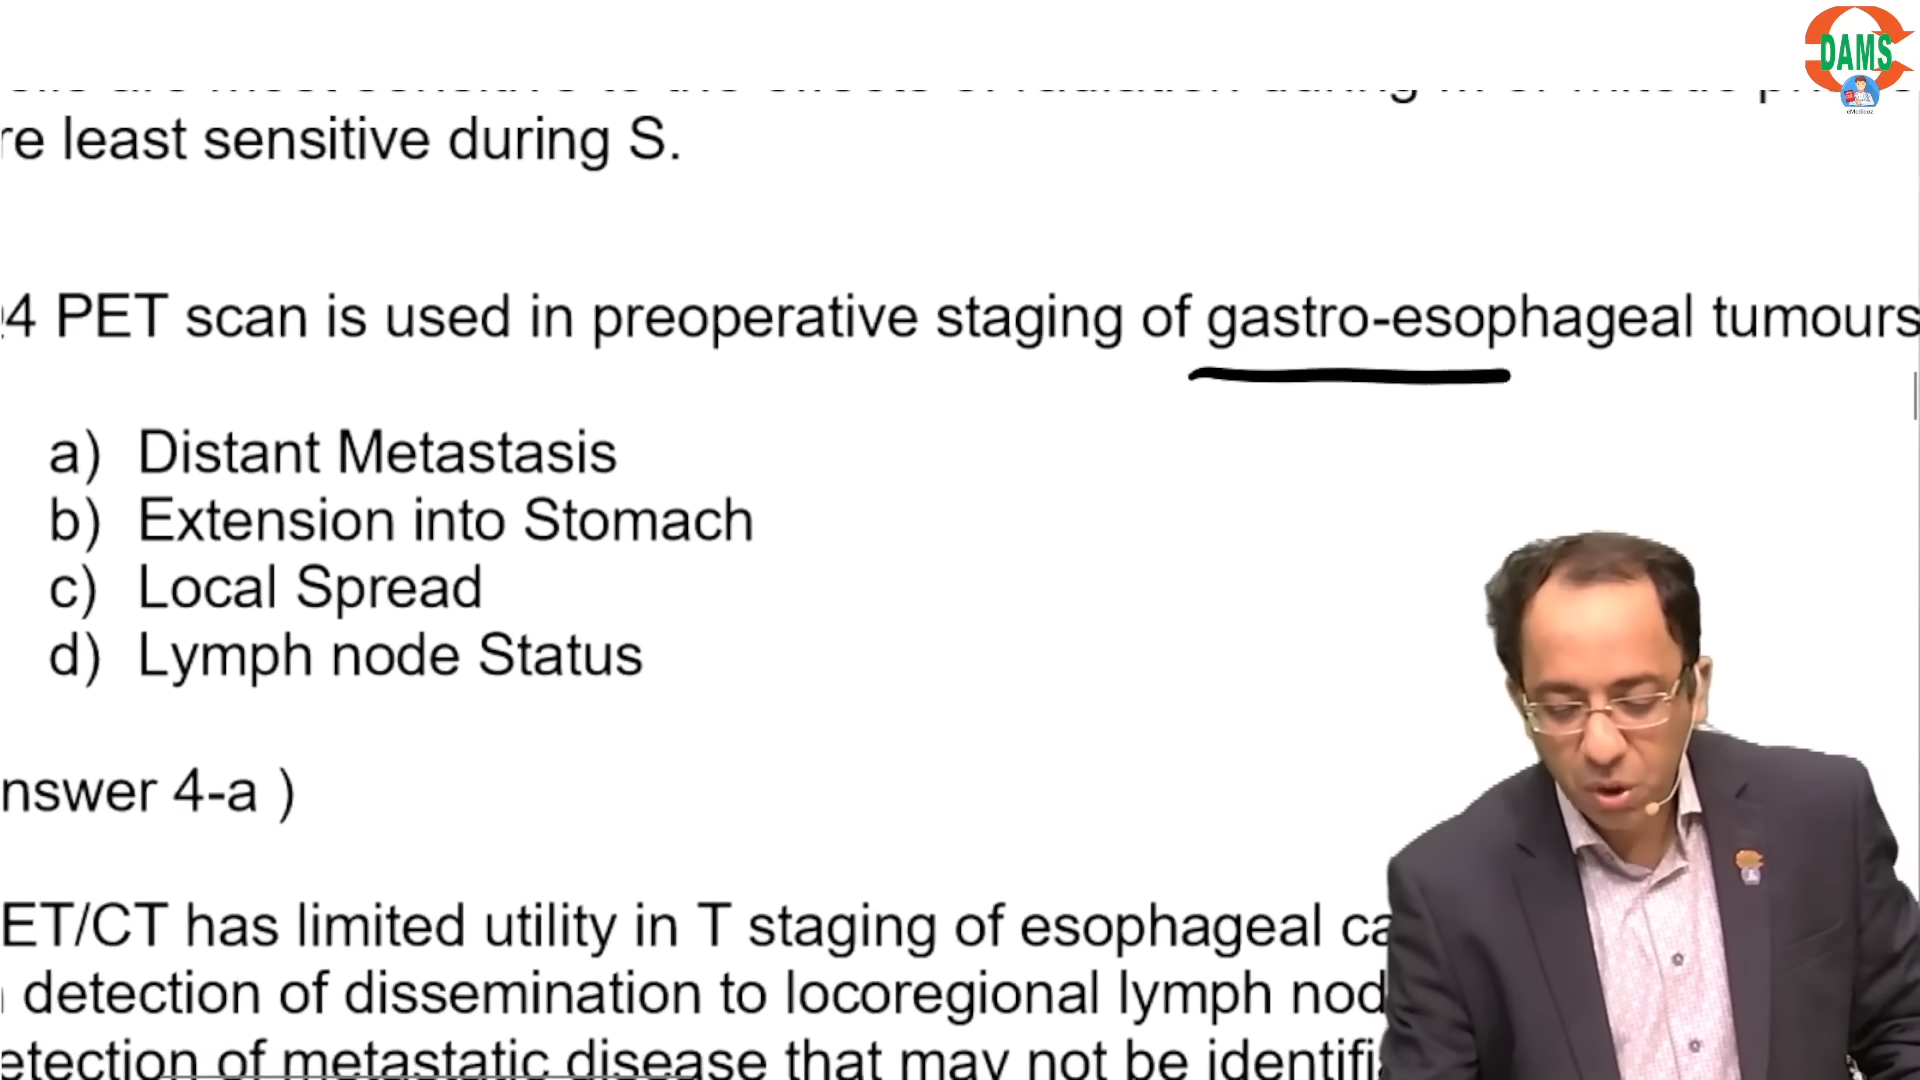 DAMS
eMedicoz
re least sensitive during S.
4 PET scan is used in preoperative staging of gastro-esophageal tumours
a) Distant Metastasis
b) Extension into Stomach
c) Local Spread
d) Lymph node Status
nswer 4-a )
ET/CT has limited utility in T staging of esophageal ca
detection of dissemination to locoregional lymph nod
etection of metastatic disease that may not be identifi